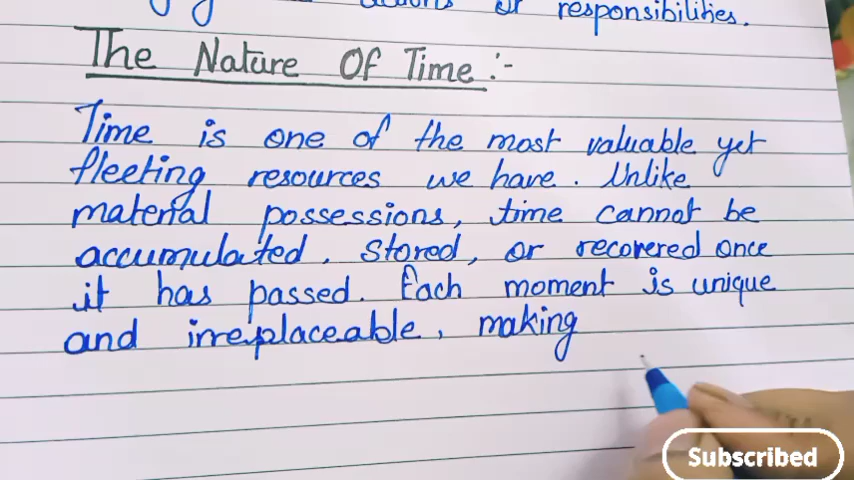 or responsibilities.
The Nature Of Time :-
Time is one of the most valuable yet
fleeting resources we have. Unlike
material possessions, time cannot be
accumulated. Stored, or recovered once
it has passed. Each moment is unique
and irreplaceable, making
Subscribed